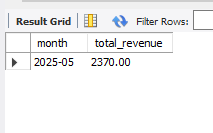 Result Grid Filter Rows:
month total_revenue
2025-05 2370.00